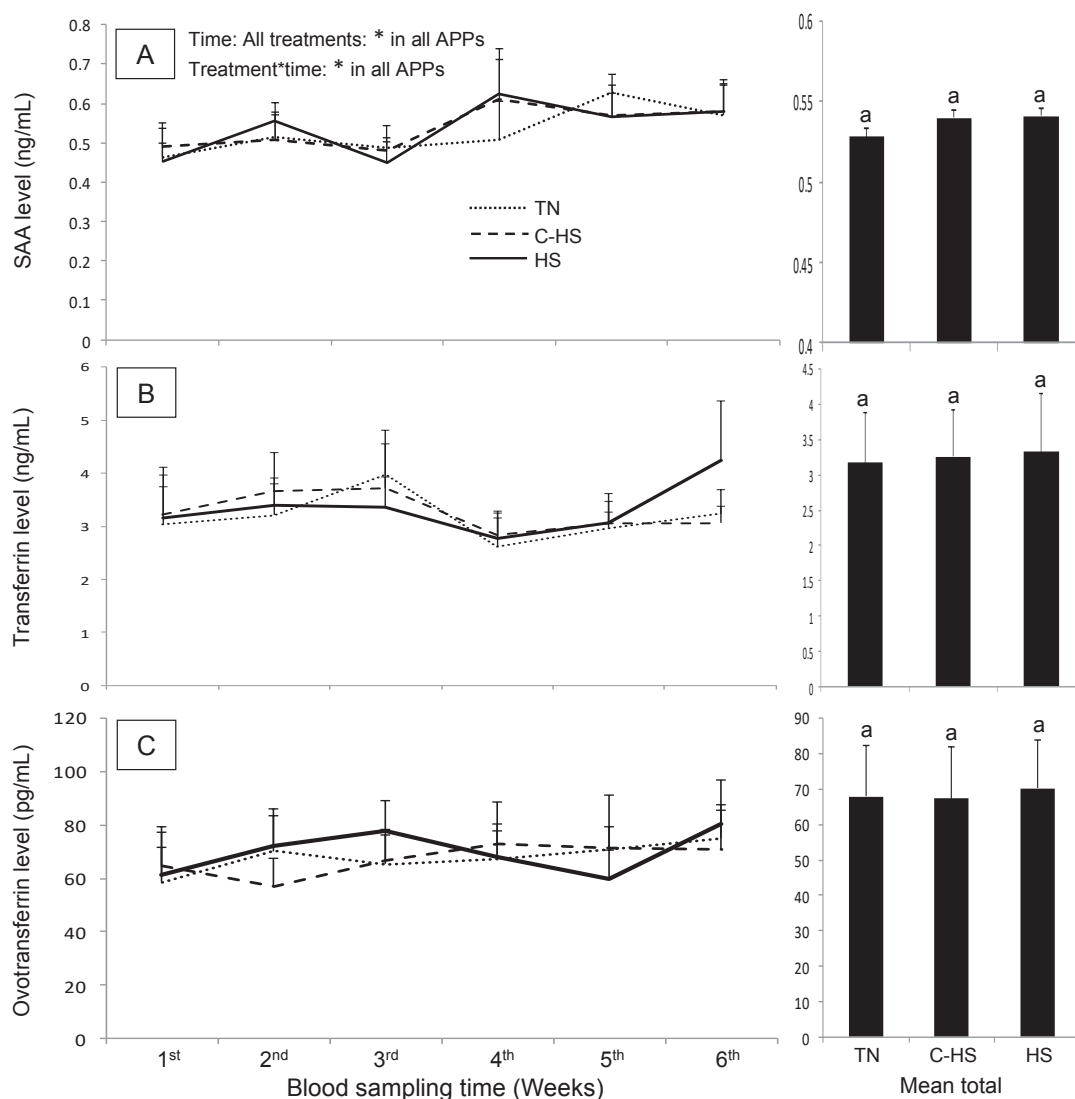 A
Time: All treatments: * in all APPs
Treatment*time: * in all APPs
SAA level (ng/mL)
0.8
0.7
0.6
0.5
0.4
0.3
0.2
0.1
0
TN
C-HS
HS
0.6
0.55
0.5
0.45
0.4
a
a
a
B
Transferrin level (ng/mL)
6
5
4
3
2
1
0
4.5
4
3.5
3
2.5
2
1.5
1
0.5
0
a
a
a
C
Ovotransferrin level (pg/mL)
120
100
80
60
40
20
0
1st
2nd
3rd
4th
5th
6th
Blood sampling time (Weeks)
90
80
70
60
50
40
30
20
10
0
a
a
a
TN
C-HS
HS
Mean total